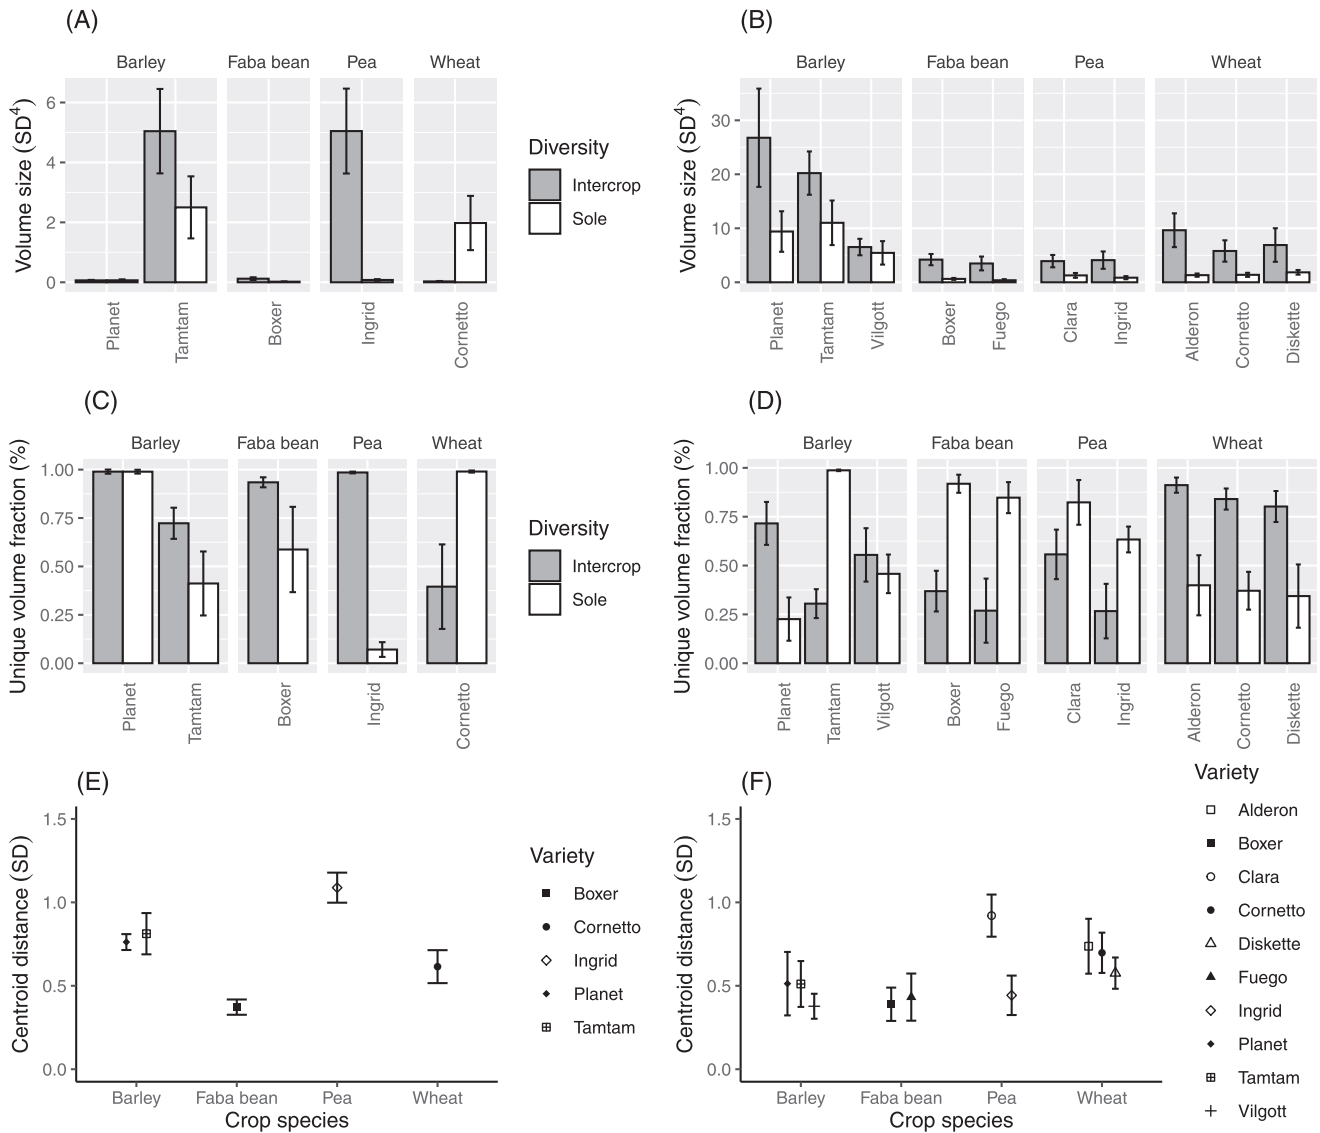 (A)
Barley
Faba bean
Pea
Wheat
Volume size (SD⁴)
6
4
2
0
Planet
Tamtam
Boxer
Ingrid
Cornetto
Diversity
Intercrop
Sole
(B)
Barley
Faba bean
Pea
Wheat
Volume size (SD⁴)
30
20
10
0
Planet
Tamtam
Vilgott
Boxer
Fuego
Clara
Ingrid
Alderon
Cornetto
Diskette
(C)
Barley
Faba bean
Pea
Wheat
Unique volume fraction (%)
1.00
0.75
0.50
0.25
0.00
Planet
Tamtam
Boxer
Ingrid
Cornetto
Diversity
Intercrop
Sole
(D)
Barley
Faba bean
Pea
Wheat
Unique volume fraction (%)
1.00
0.75
0.50
0.25
0.00
Planet
Tamtam
Vilgott
Boxer
Fuego
Clara
Ingrid
Alderon
Cornetto
Diskette
(E)
Centroid distance (SD)
1.5
1.0
0.5
0.0
Barley
Faba bean
Pea
Wheat
Crop species
Variety
Boxer
Cornetto
Ingrid
Planet
Tamtam
(F)
Centroid distance (SD)
1.5
1.0
0.5
0.0
Barley
Faba bean
Pea
Wheat
Crop species
Variety
Alderon
Boxer
Clara
Cornetto
Diskette
Fuego
Ingrid
Planet
Tamtam
Vilgott